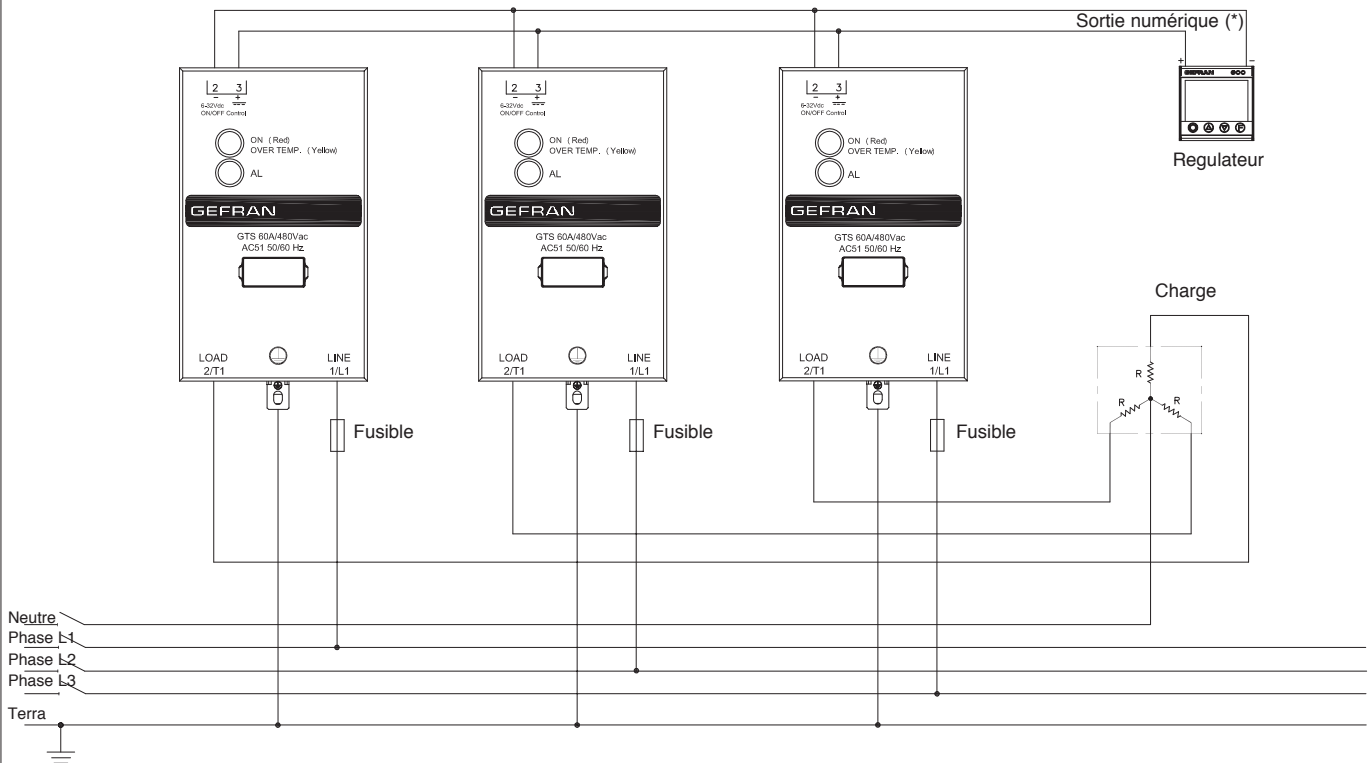 Sortie numérique (*)
+ −
GEFRAN 600
F
Regulateur
2 3
− +
6-32Vdc
ON/OFF Control
ON (Red)
OVER TEMP. (Yellow)
AL
GEFRAN
GTS 60A/480Vac
AC51 50/60 Hz
LOAD
2/T1
LINE
1/L1
Fusible
2 3
− +
6-32Vdc
ON/OFF Control
ON (Red)
OVER TEMP. (Yellow)
AL
GEFRAN
GTS 60A/480Vac
AC51 50/60 Hz
LOAD
2/T1
LINE
1/L1
Fusible
2 3
− +
6-32Vdc
ON/OFF Control
ON (Red)
OVER TEMP. (Yellow)
AL
GEFRAN
GTS 60A/480Vac
AC51 50/60 Hz
LOAD
2/T1
LINE
1/L1
Fusible
Charge
R
R
R
Neutre
Phase L1
Phase L2
Phase L3
Terra